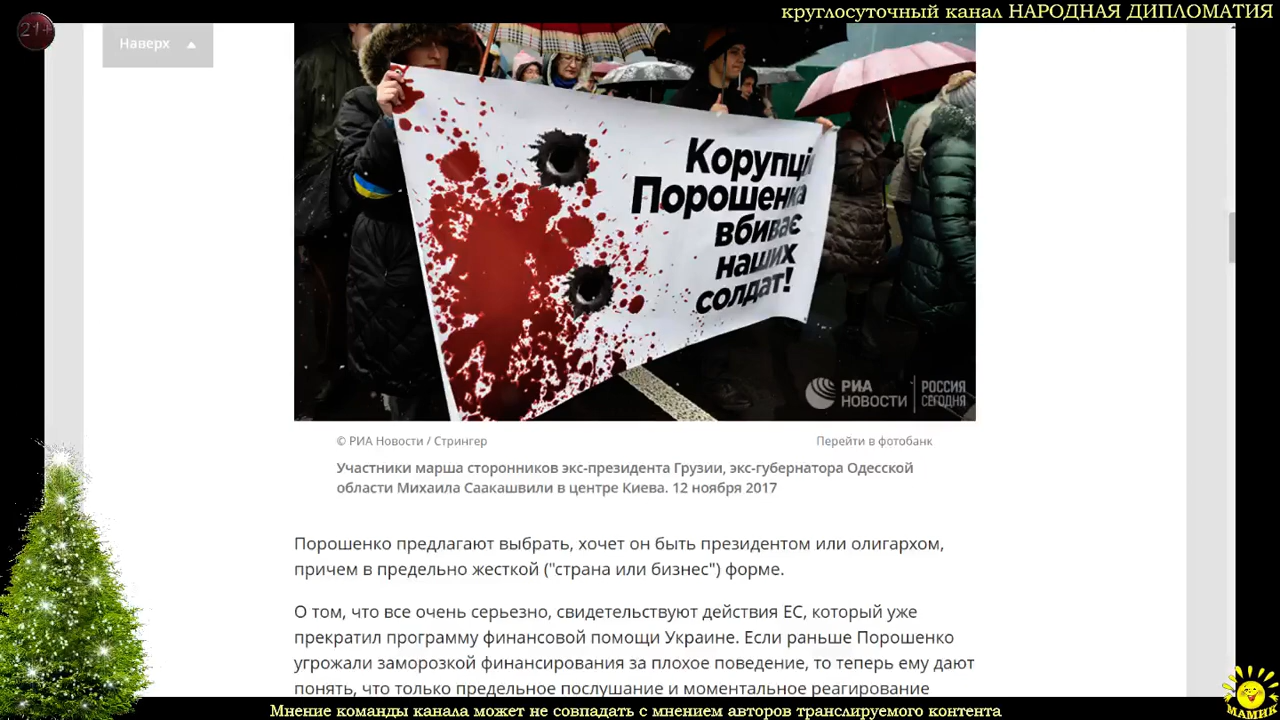 круглосуточный канал НАРОДНАЯ ДИПЛОМАТИЯ
21+
Наверх
Корупція
Порошенка
вбиває
наших
солдат!
РИА НОВОСТИ
РОССИЯ СЕГОДНЯ
© РИА Новости / Стрингер
Перейти в фотобанк
Участники марша сторонников экс-президента Грузии, экс-губернатора Одесской
области Михаила Саакашвили в центре Киева. 12 ноября 2017
Порошенко предлагают выбрать, хочет он быть президентом или олигархом,
причем в предельно жесткой ("страна или бизнес") форме.
О том, что все очень серьезно, свидетельствуют действия ЕС, который уже
прекратил программу финансовой помощи Украине. Если раньше Порошенко
угрожали заморозкой финансирования за плохое поведение, то теперь ему дают
понять, что только предельное послушание и моментальное реагирование
МАМИК
Мнение команды канала может не совпадать с мнением авторов транслируемого контента